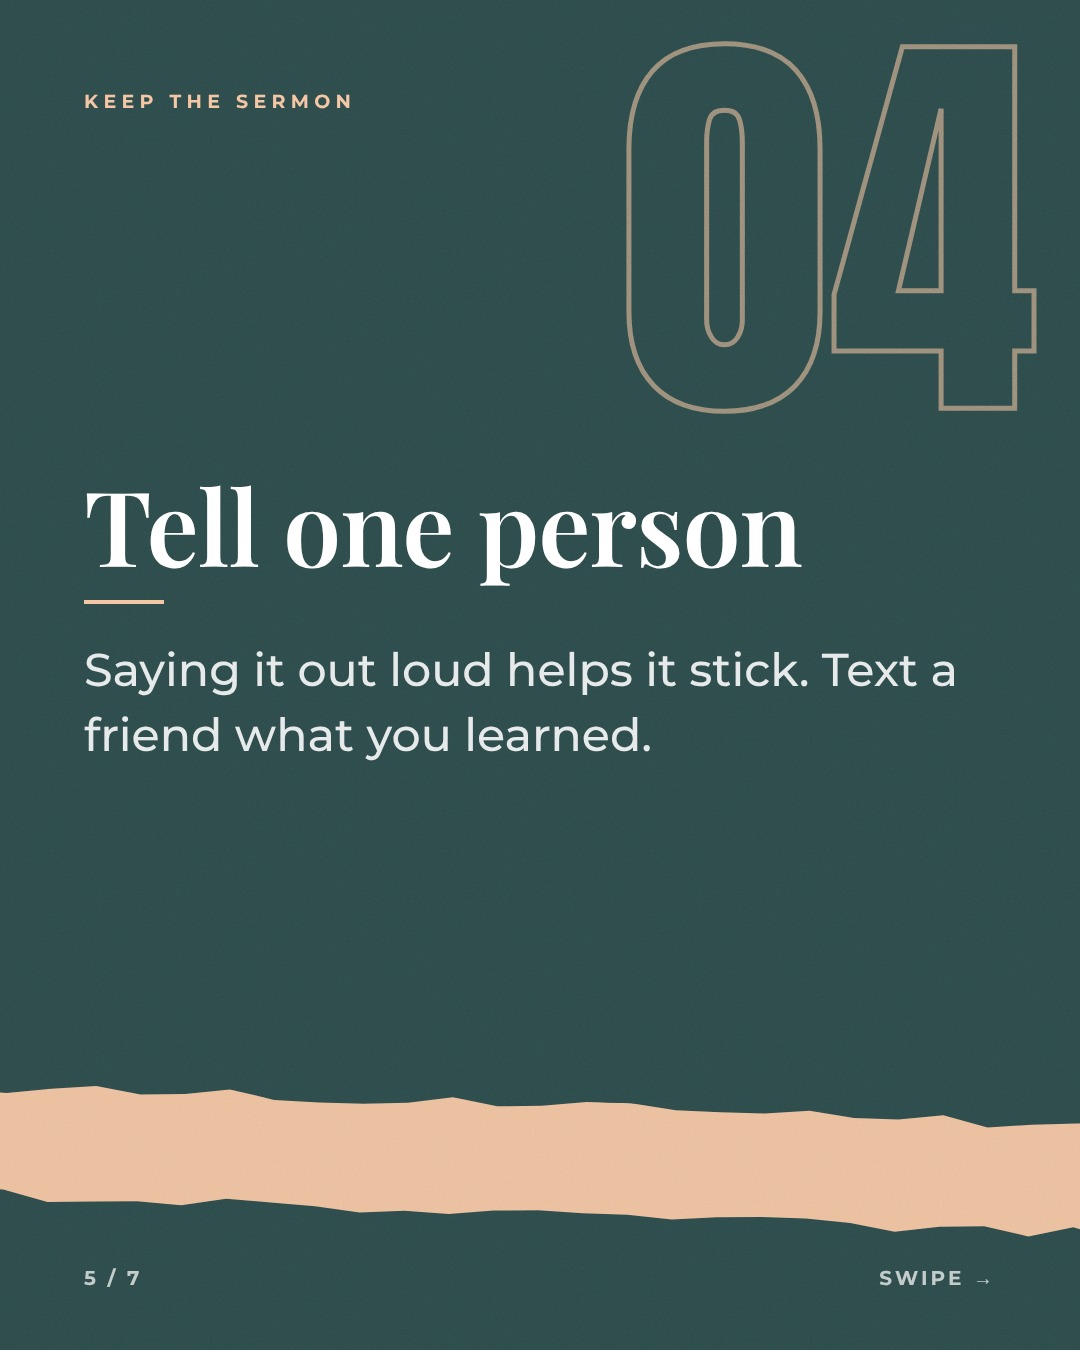 KEEP THE SERMON
04
Tell one person
Saying it out loud helps it stick. Text a
friend what you learned.
5 / 7
SWIPE →